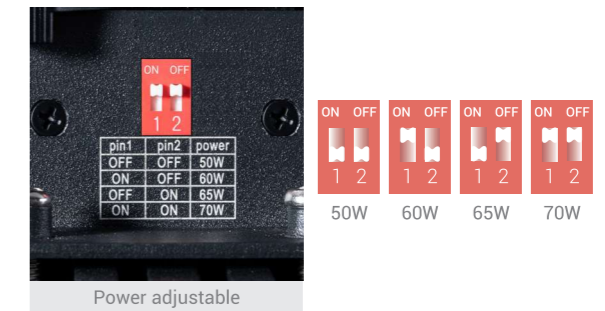 ON OFF
1 2
pin1 pin2 power
OFF OFF 50W
ON OFF 60W
OFF ON 65W
ON ON 70W
Power adjustable
ON OFF ON OFF ON OFF ON OFF
1 2 1 2 1 2 1 2
50W 60W 65W 70W